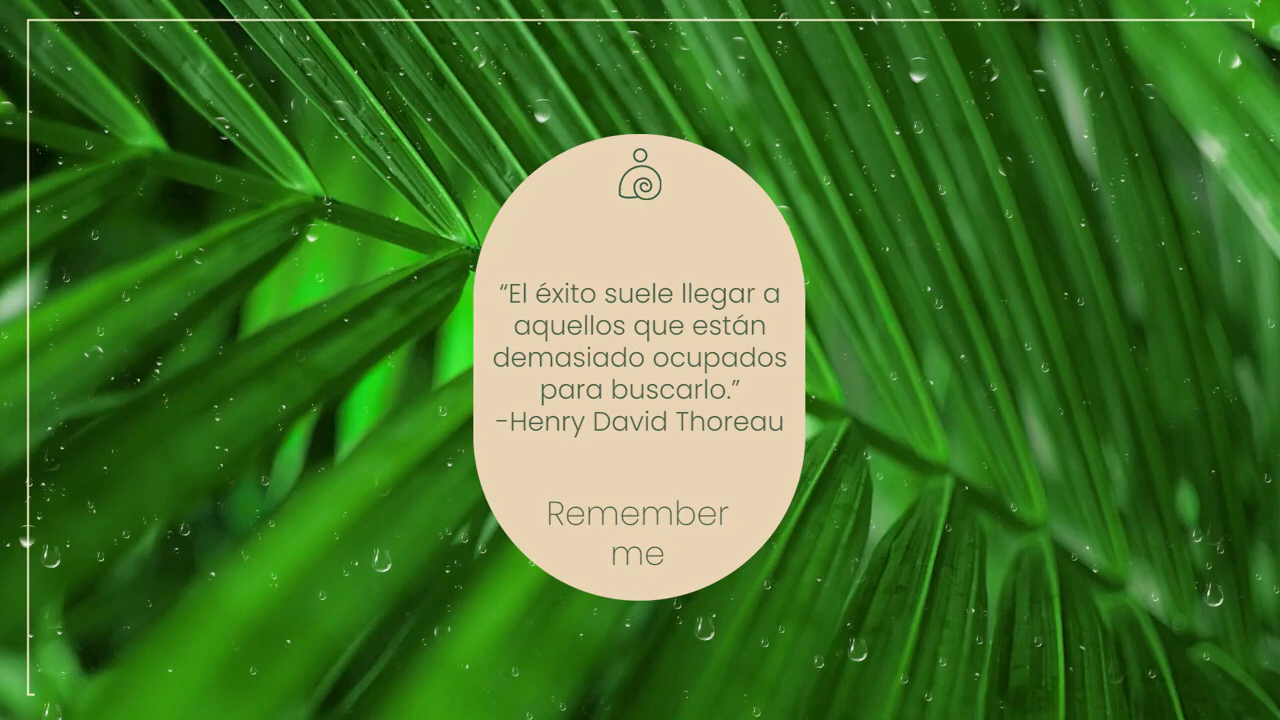 “El éxito suele llegar a
aquellos que están
demasiado ocupados
para buscarlo.”
-Henry David Thoreau
Remember
me